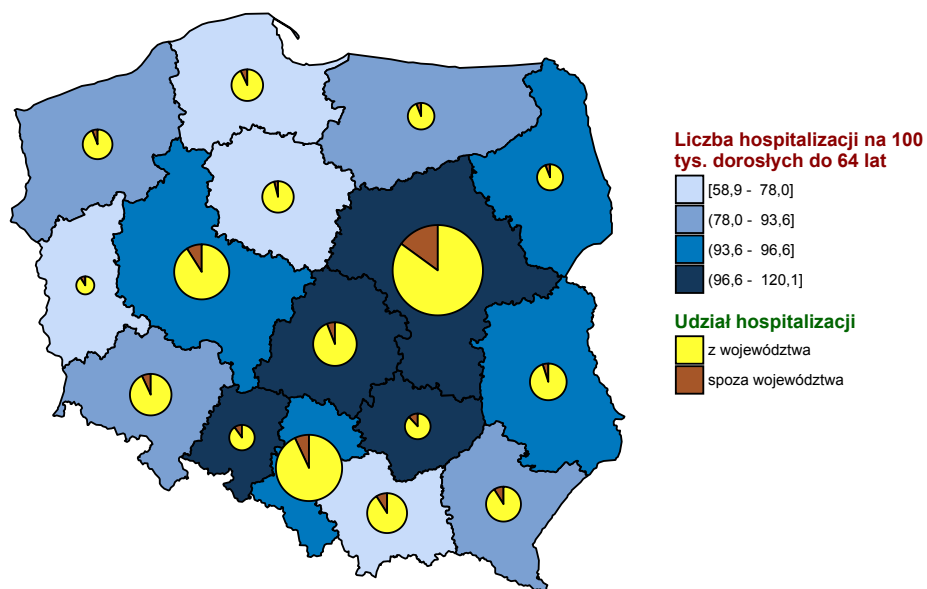 Liczba hospitalizacji na 100
tys. dorosłych do 64 lat
[58,9 - 78,0]
(78,0 - 93,6]
(93,6 - 96,6]
(96,6 - 120,1]
Udział hospitalizacji
z województwa
spoza województwa